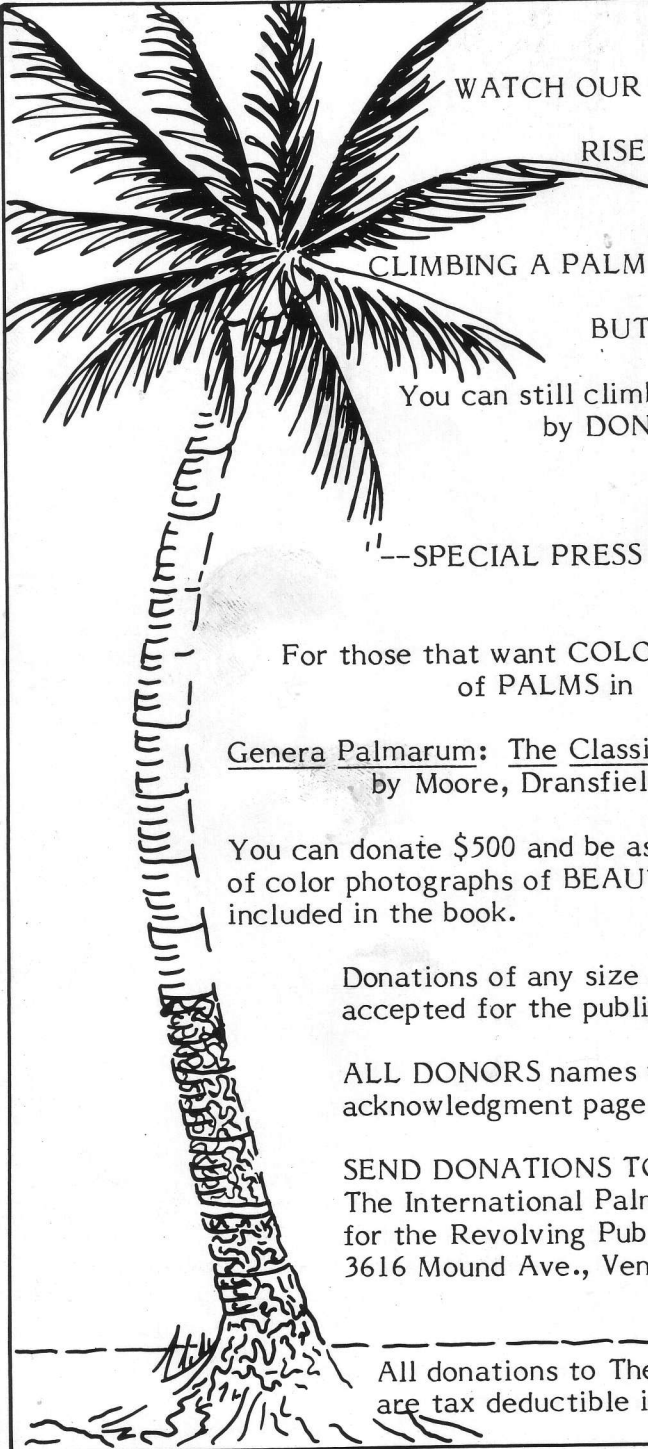 WATCH OUR
RISE
CLIMBING A PALM
BUT
You can still climb
by DON
"--SPECIAL PRESS
For those that want COLO
of PALMS in
Genera Palmarum: The Classi
by Moore, Dransfiel
You can donate $500 and be as
of color photographs of BEAU
included in the book.
Donations of any size
accepted for the publi
ALL DONORS names
acknowledgment page
SEND DONATIONS TO
The International Palm
for the Revolving Pub
3616 Mound Ave., Ven
All donations to The
are tax deductible i